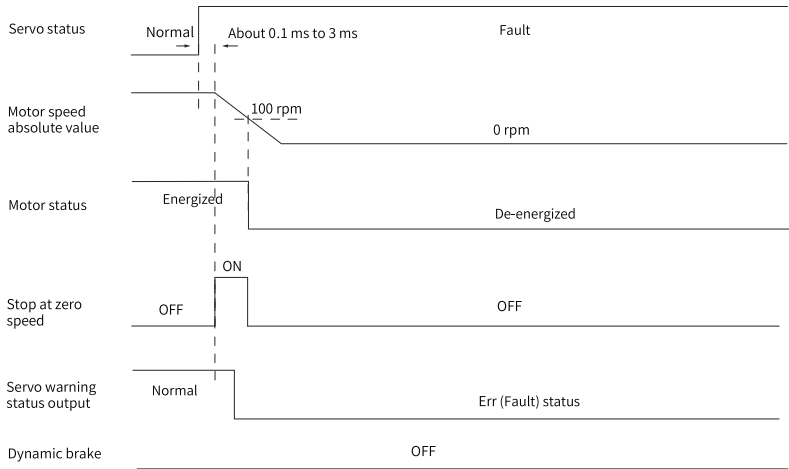 Servo status
Normal
About 0.1 ms to 3 ms
Fault
Motor speed
absolute value
100 rpm
0 rpm
Motor status
Energized
De-energized
ON
Stop at zero
speed
OFF
OFF
Servo warning
status output
Normal
Err (Fault) status
Dynamic brake
OFF